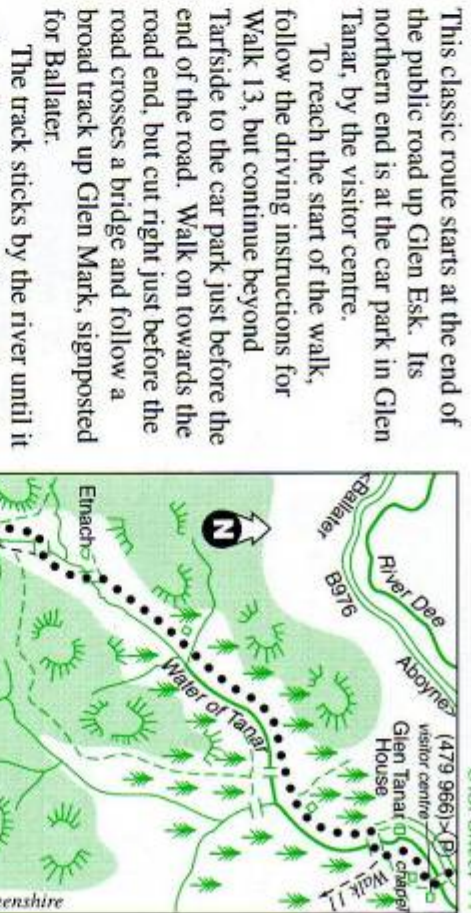 This classic route starts at the end of
the public road up Glen Esk. Its
northern end is at the car park in Glen
Tanar, by the visitor centre.
To reach the start of the walk,
follow the driving instructions for
Walk 13, but continue beyond
Tarfside to the car park just before the
end of the road. Walk on towards the
road end, but cut right just before the
road crosses a bridge and follow a
broad track up Glen Mark, signposted
for Ballater.
The track sticks by the river until it
River Dee
Ballater
B976
Aboyne
(479 966)>(P)
visitor centre
Glen Tanar
House
chapel
Walk 11
N
Water of Tanar
Etnach